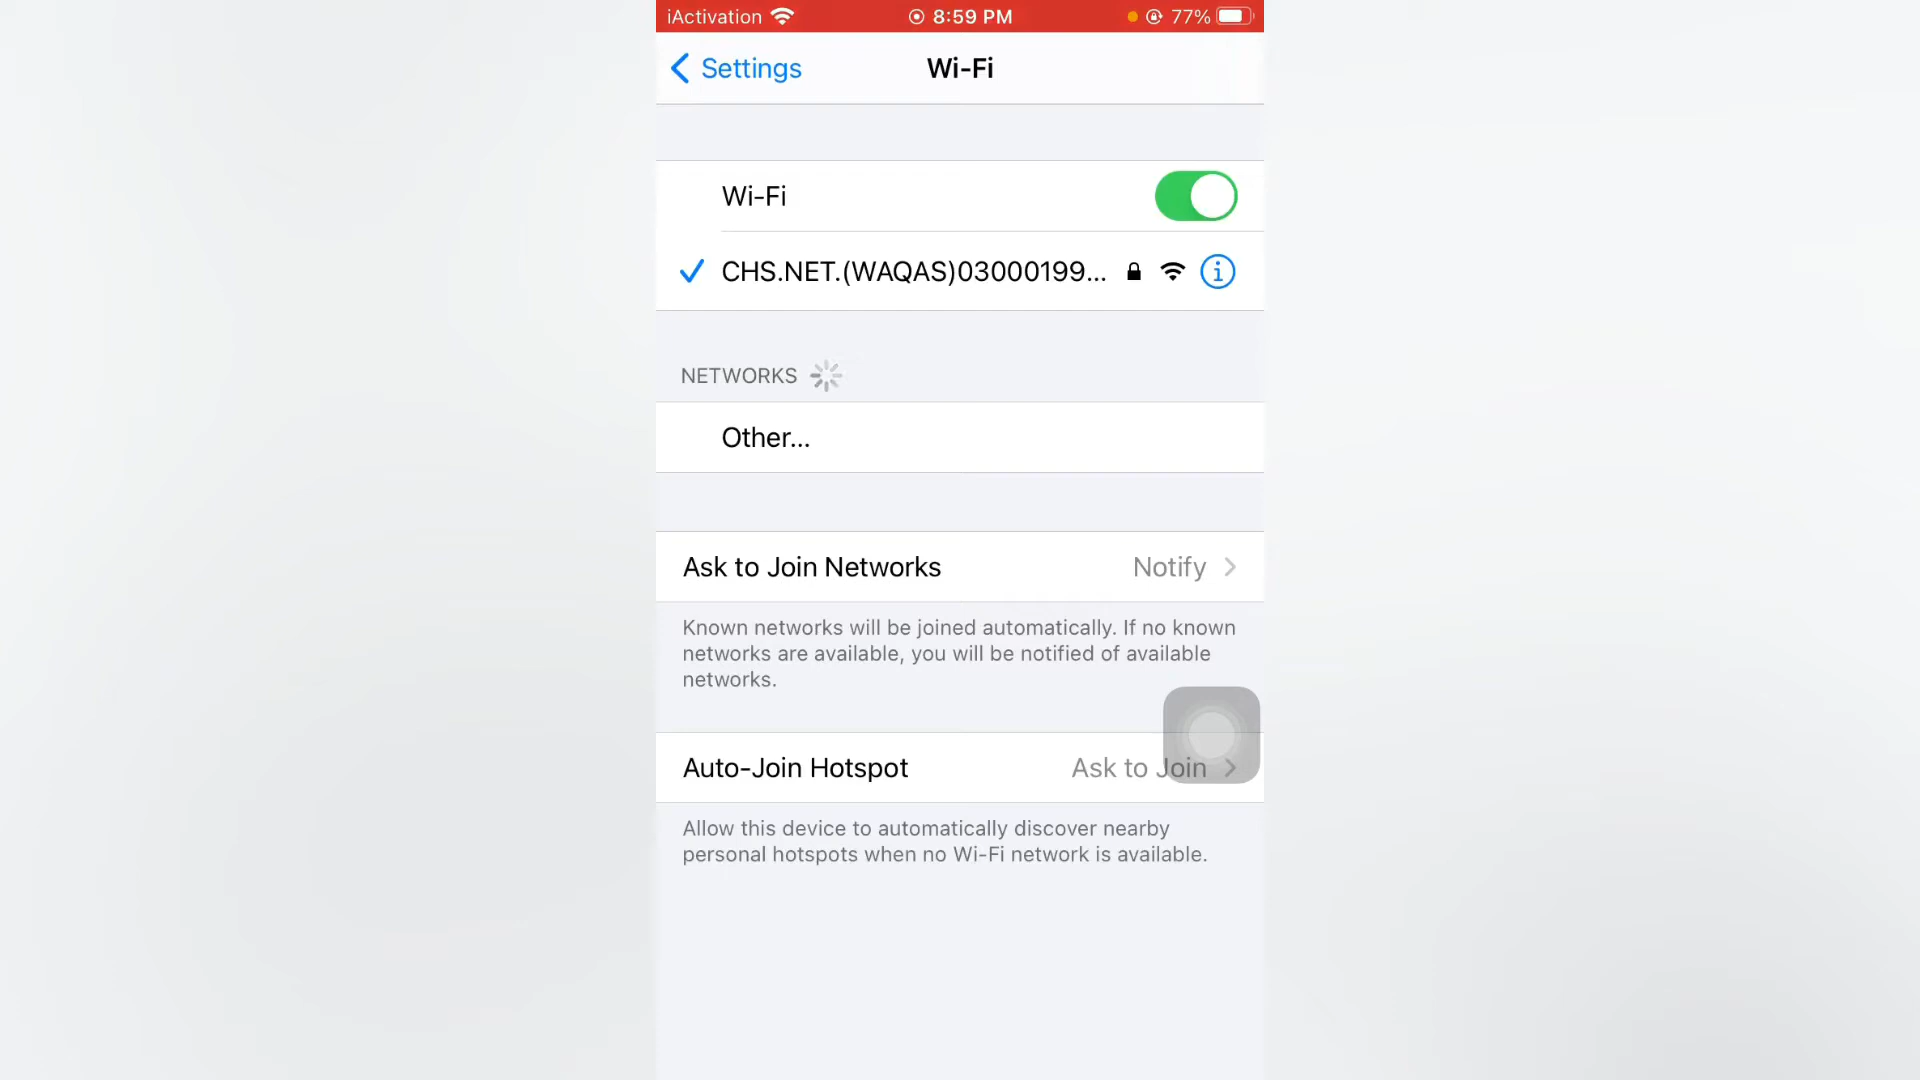 iActivation 8:59 PM 77%
Settings Wi-Fi
Wi-Fi
CHS.NET.(WAQAS)03000199...
NETWORKS
Other...
Ask to Join Networks Notify
Known networks will be joined automatically. If no known
networks are available, you will be notified of available
networks.
Auto-Join Hotspot Ask to Join
Allow this device to automatically discover nearby
personal hotspots when no Wi-Fi network is available.